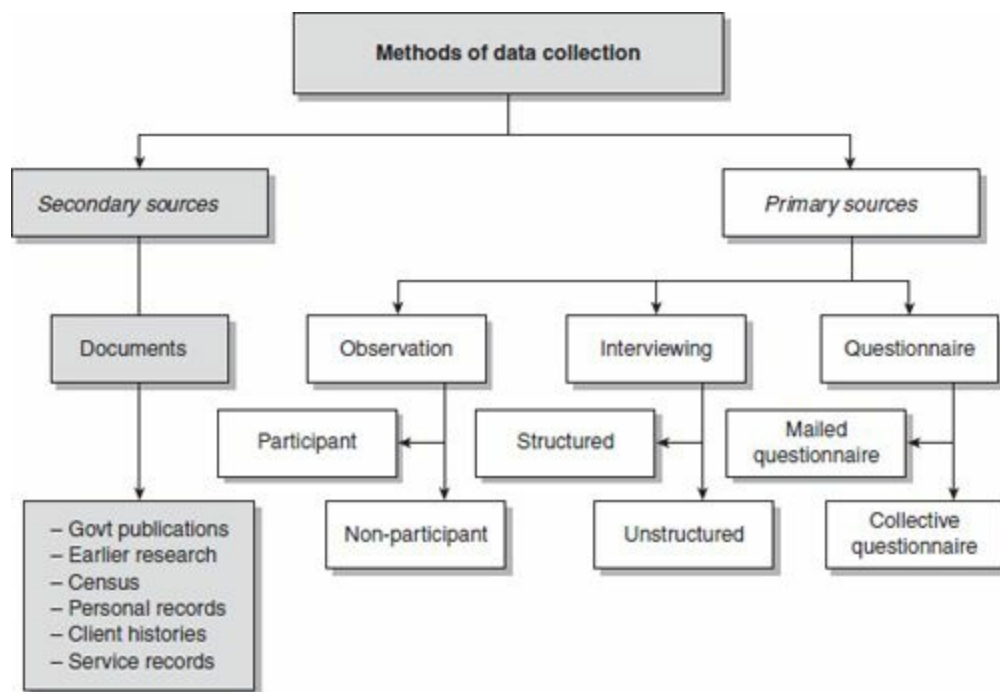 Methods of data collection
Secondary sources
Primary sources
Documents
Observation
Interviewing
Questionnaire
Participant
Structured
Mailed
questionnaire
Non-participant
Unstructured
Collective
questionnaire
– Govt publications
– Earlier research
– Census
– Personal records
– Client histories
– Service records